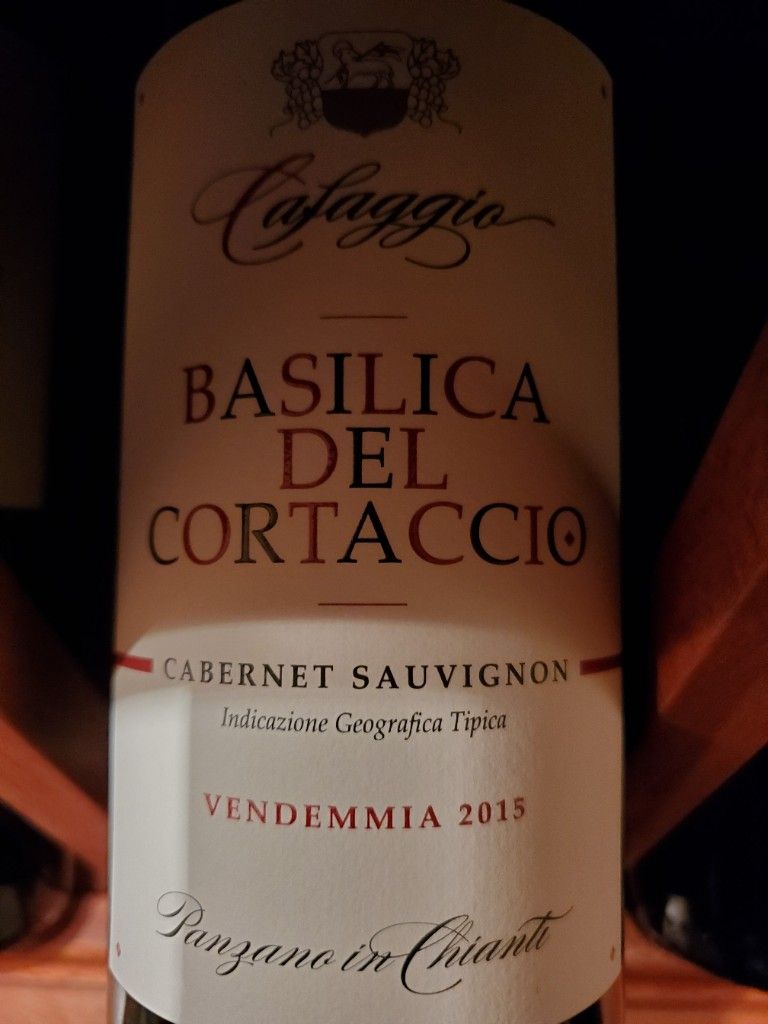 Cafaggio
BASILICA
DEL
CORTACCIO
CABERNET SAUVIGNON
Indicazione Geografica Tipica
VENDEMMIA 2015
Panzano in Chianti